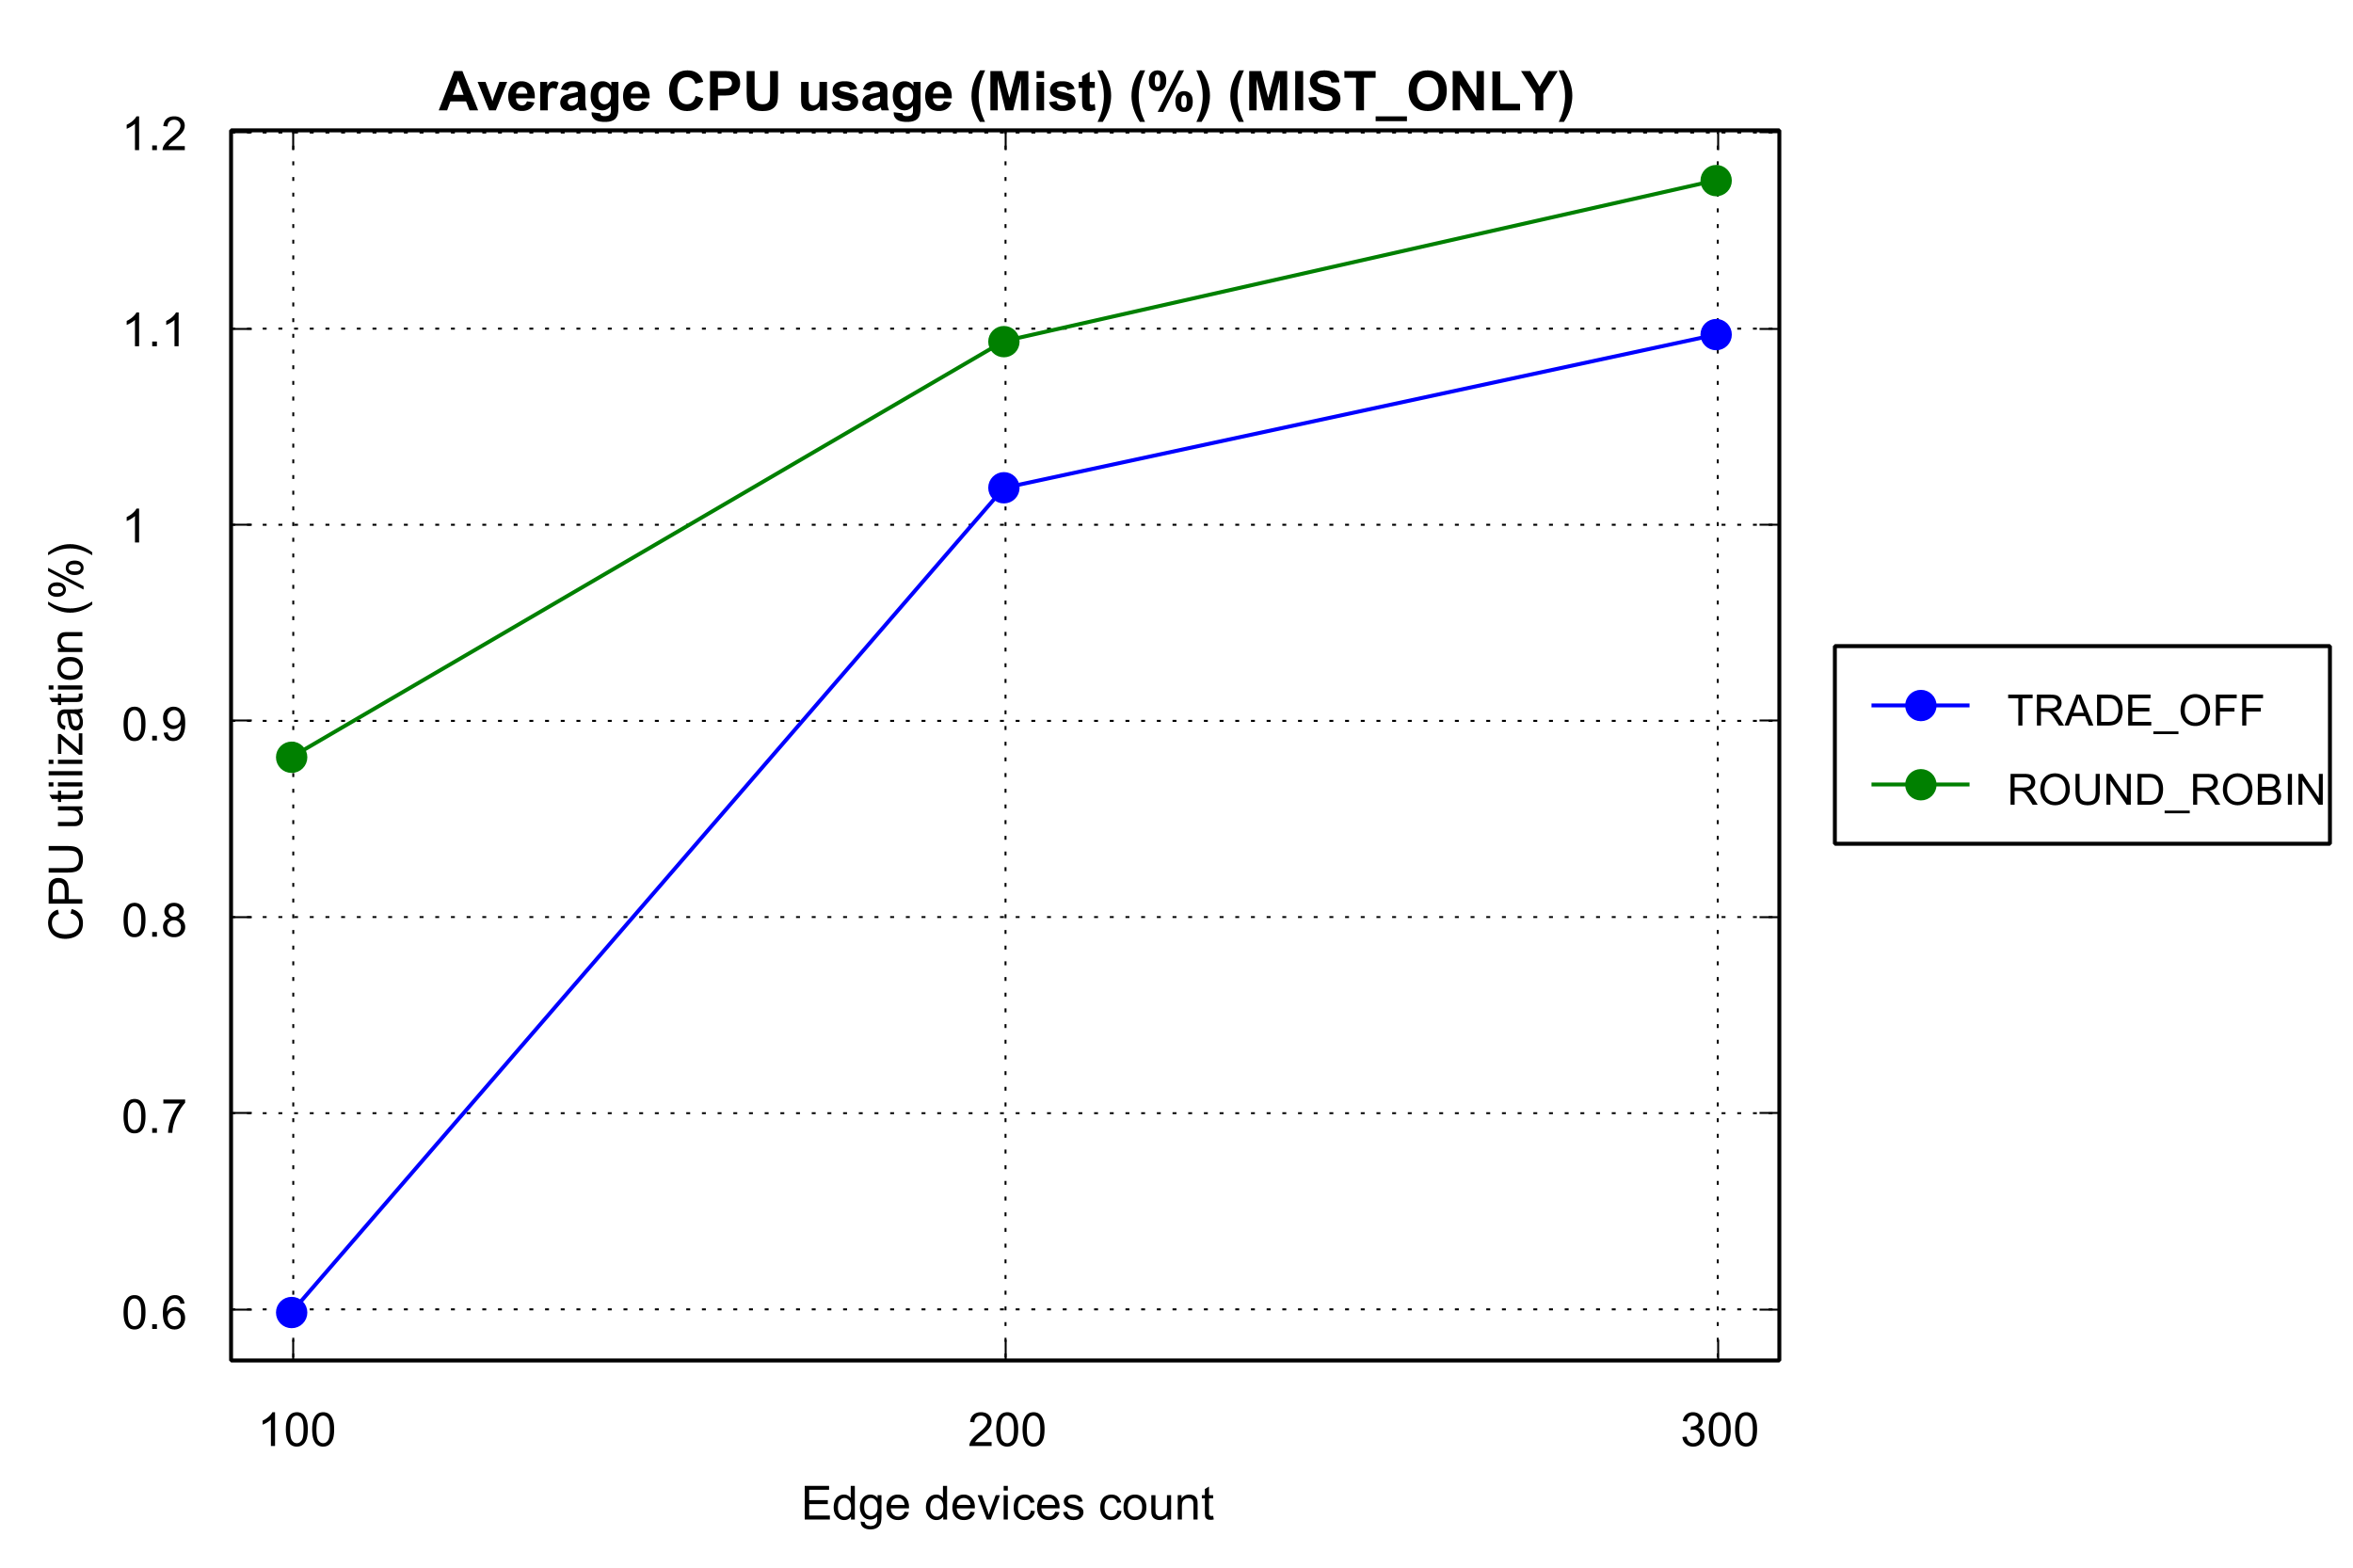 Average CPU usage (Mist) (%) (MIST_ONLY)
1.2
1.1
1
0.9
0.8
0.7
0.6
CPU utilization (%)
100
200
300
Edge devices count
TRADE_OFF
ROUND_ROBIN